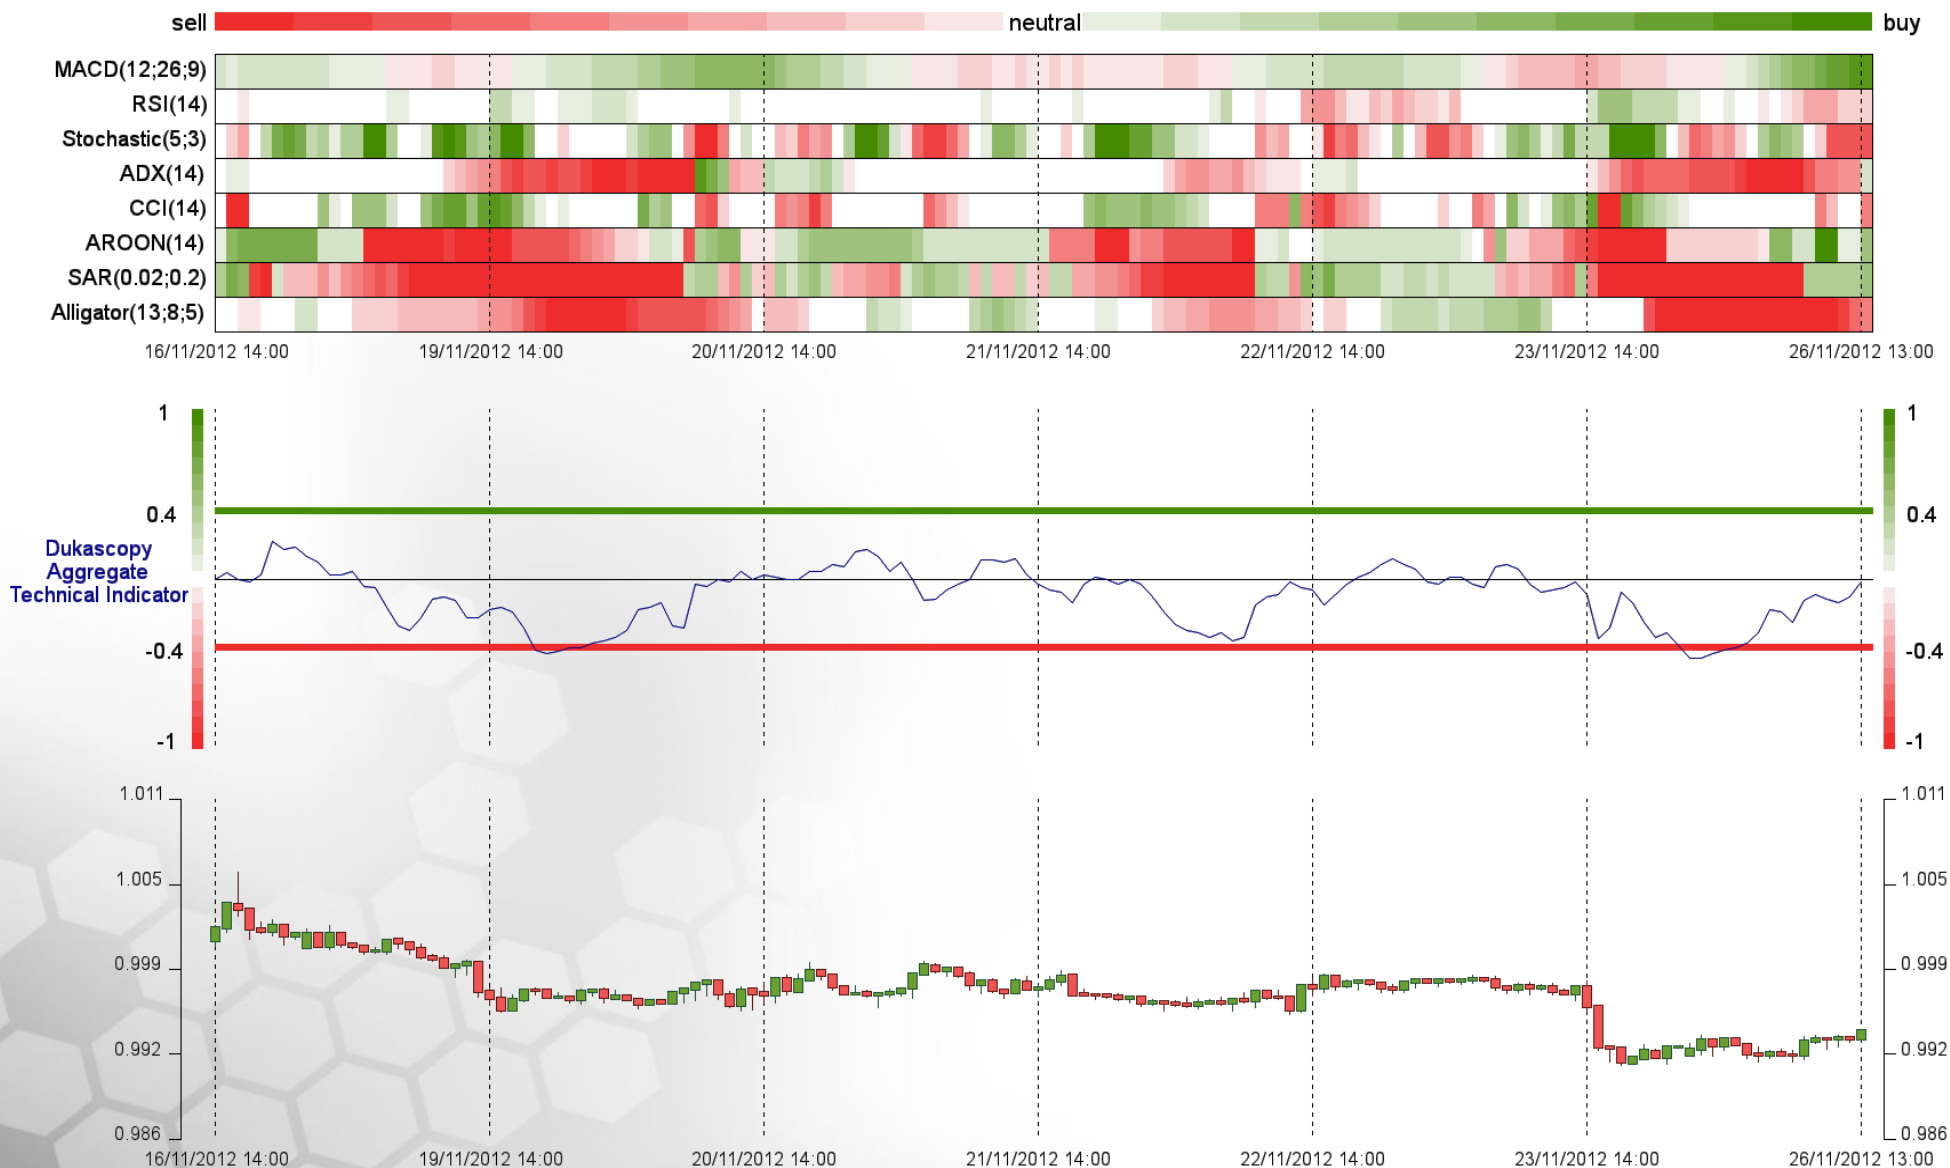 sell neutral buy
MACD(12;26;9)
RSI(14)
Stochastic(5;3)
ADX(14)
CCI(14)
AROON(14)
SAR(0.02;0.2)
Alligator(13;8;5)
16/11/2012 14:00 19/11/2012 14:00 20/11/2012 14:00 21/11/2012 14:00 22/11/2012 14:00 23/11/2012 14:00 26/11/2012 13:00
1 1
0.4 0.4
Dukascopy
Aggregate
Technical Indicator
-0.4 -0.4
-1 -1
1.011 1.011
1.005 1.005
0.999 0.999
0.992 0.992
0.986 0.986
16/11/2012 14:00 19/11/2012 14:00 20/11/2012 14:00 21/11/2012 14:00 22/11/2012 14:00 23/11/2012 14:00 26/11/2012 13:00